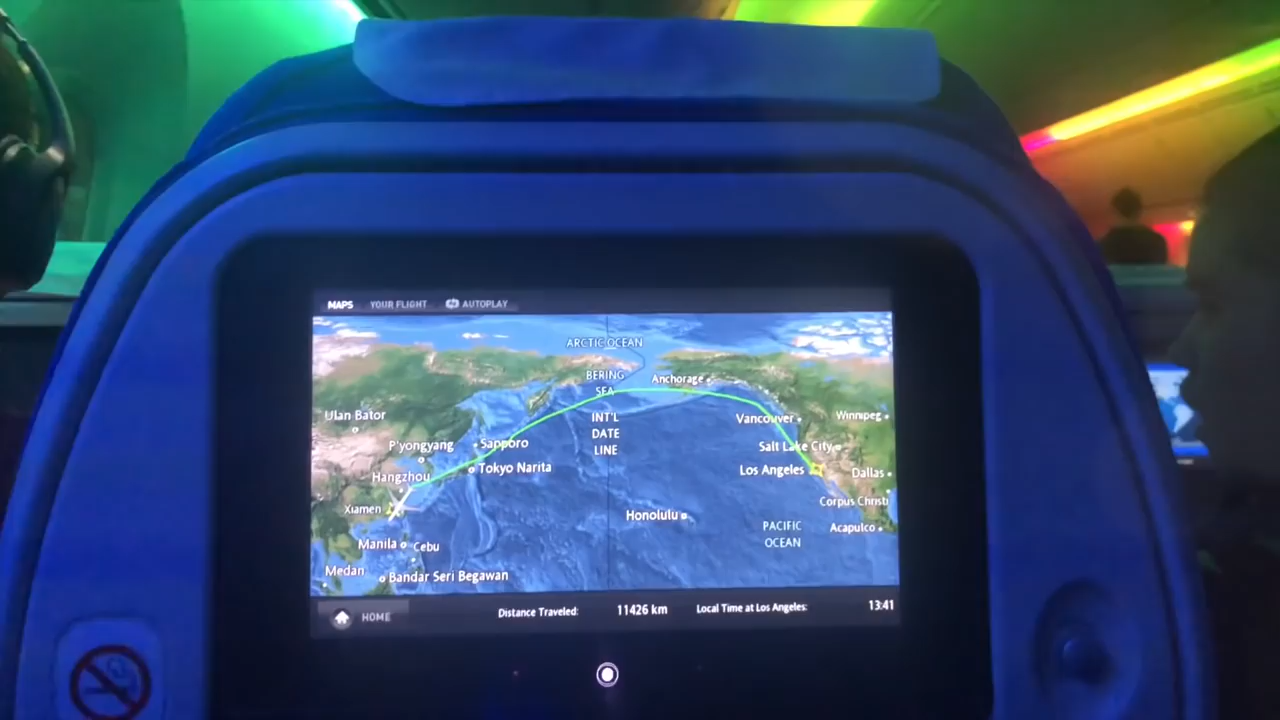 MAPS YOUR FLIGHT AUTOPLAY
ARCTIC OCEAN
BERING
SEA
Anchorage
INT'L
DATE
LINE
Ulan Bator
Vancouver
Winnipeg
P'yongyang
Sapporo
Salt Lake City
Tokyo Narita
Los Angeles
Dallas
Hangzhou
Xiamen
Honolulu
Corpus Christi
PACIFIC
OCEAN
Acapulco
Manila
Cebu
Medan
Bandar Seri Begawan
HOME
Distance Traveled: 11426 km Local Time at Los Angeles: 13:41